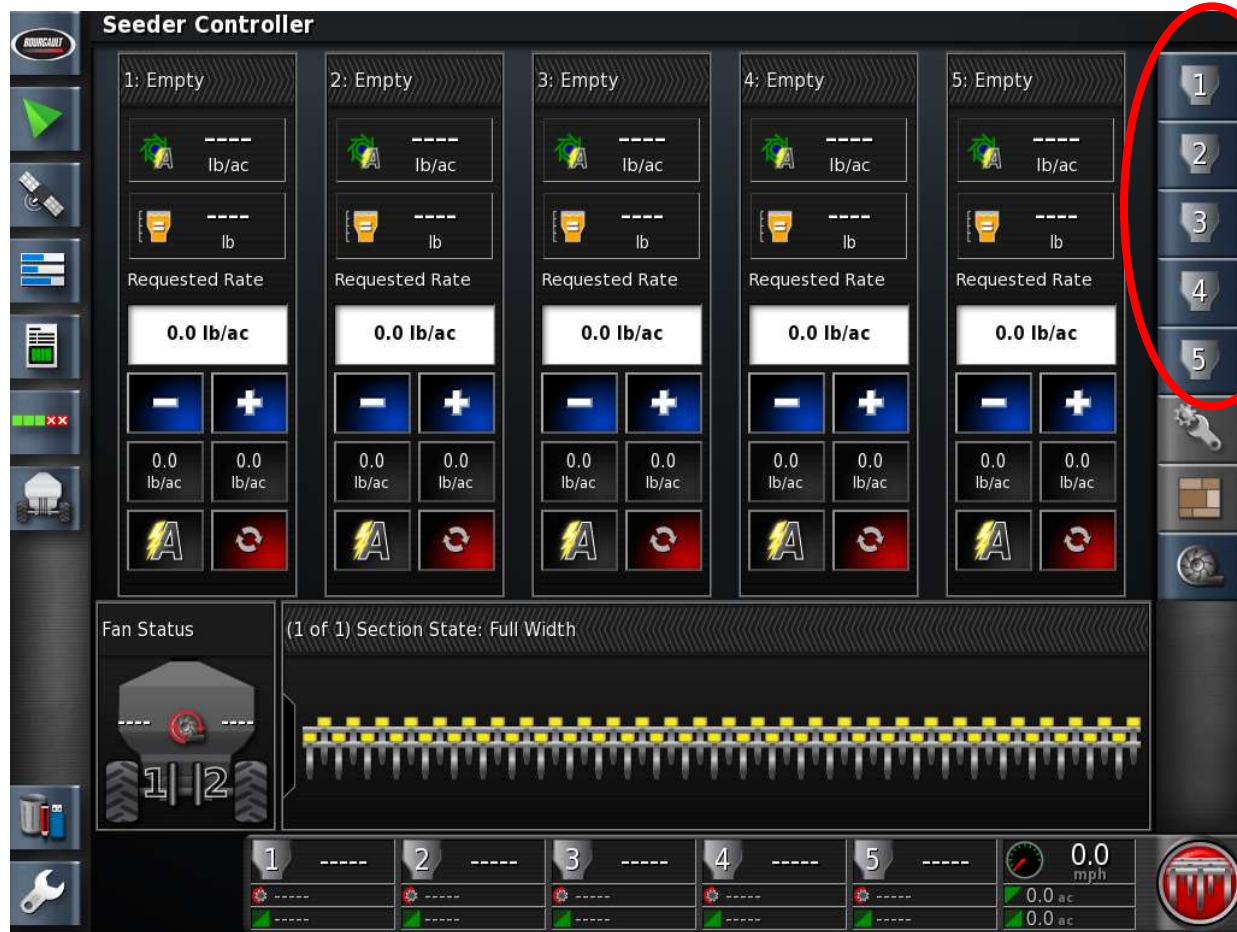 BOURGAULT
Seeder Controller
1: Empty 2: Empty 3: Empty 4: Empty 5: Empty
1
2
3
4
5
---- ---- ---- ---- ----
lb/ac lb/ac lb/ac lb/ac lb/ac
---- ---- ---- ---- ----
lb lb lb lb lb
Requested Rate Requested Rate Requested Rate Requested Rate Requested Rate
0.0 lb/ac 0.0 lb/ac 0.0 lb/ac 0.0 lb/ac 0.0 lb/ac
- + - + - + - + - +
0.0 0.0 0.0 0.0 0.0 0.0 0.0 0.0 0.0 0.0
lb/ac lb/ac lb/ac lb/ac lb/ac lb/ac lb/ac lb/ac lb/ac lb/ac
A A A A A
Fan Status (1 of 1) Section State: Full Width
---- ----
1 2
1 ----- 2 ----- 3 ----- 4 ----- 5 ----- 0.0
mph
----- ----- ----- ----- ----- 0.0 ac
----- ----- ----- ----- ----- 0.0 ac